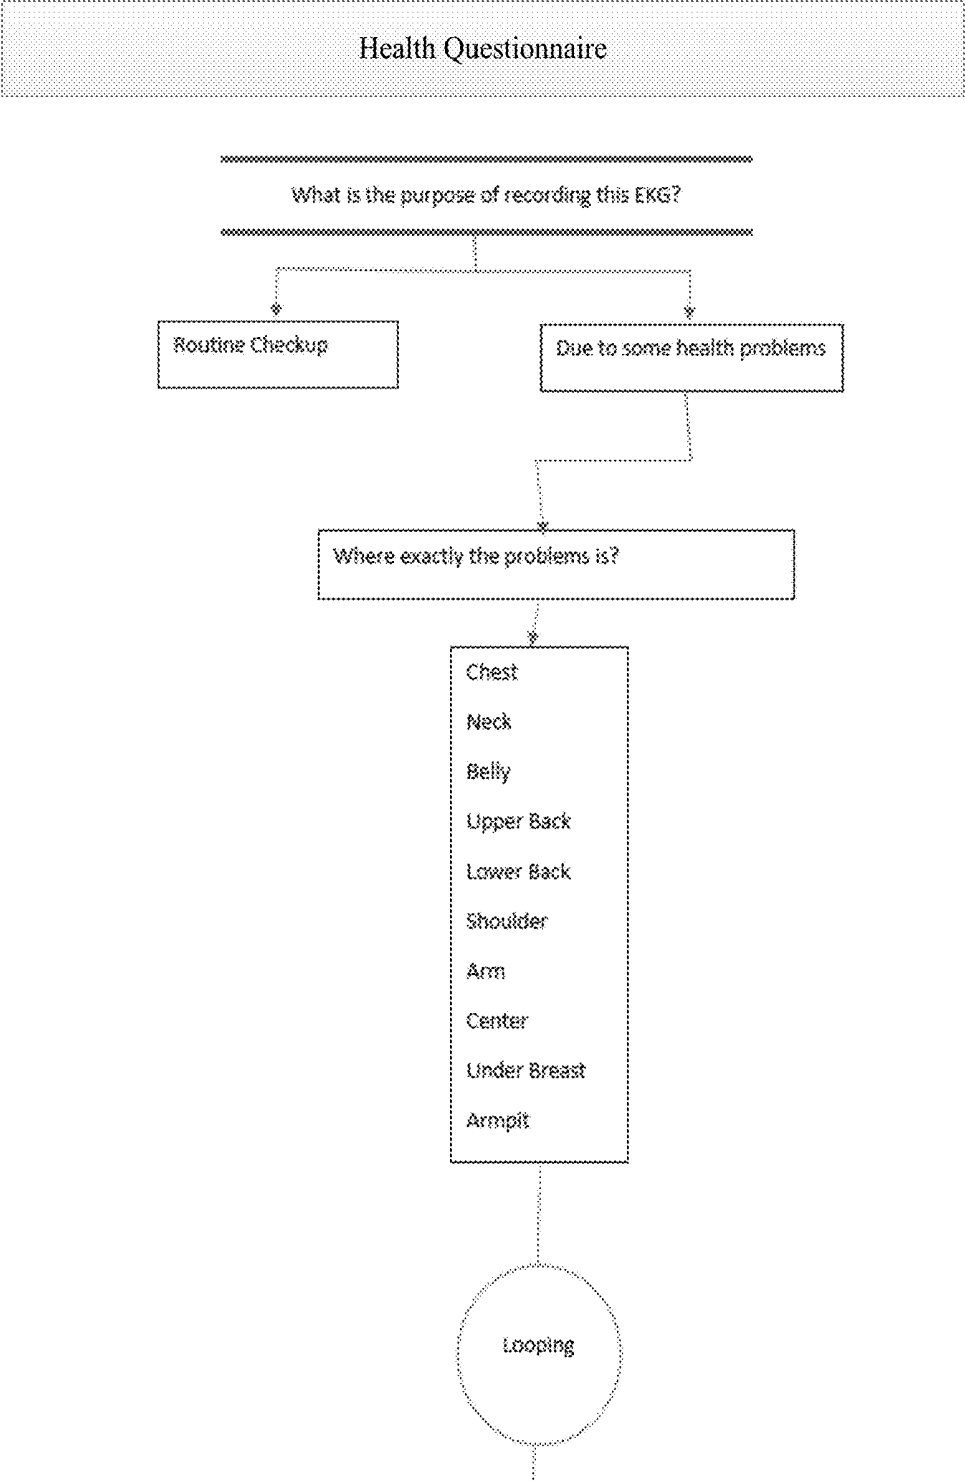 Health Questionnaire
What is the purpose of recording this EKG?
Routine Checkup
Due to some health problems
Where exactly the problems is?
Chest
Neck
Belly
Upper Back
Lower Back
Shoulder
Arm
Center
Under Breast
Armpit
Looping